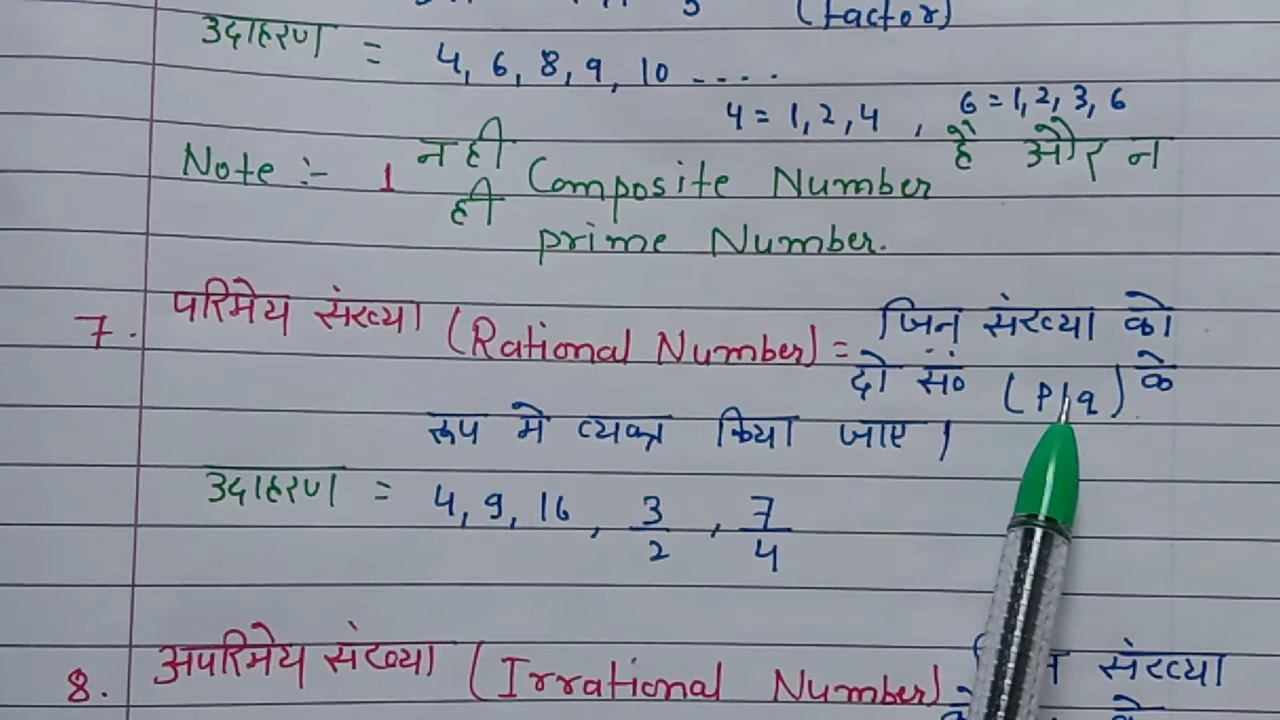 (factor)
उदाहरण = 4, 6, 8, 9, 10 ----.
4 = 1, 2, 4 , 6 = 1, 2, 3, 6
Note :- 1 न ही Composite Number है और न
ही prime Number.
7. परिमेय संख्या (Rational Number) = जिन संख्या को
दो सं० (P/q) के
रूप मे व्यक्त किया जाए ।
उदाहरण = 4, 9, 16, 3/2, 7/4
8. अपरिमेय संख्या (Irrational Number) संख्या